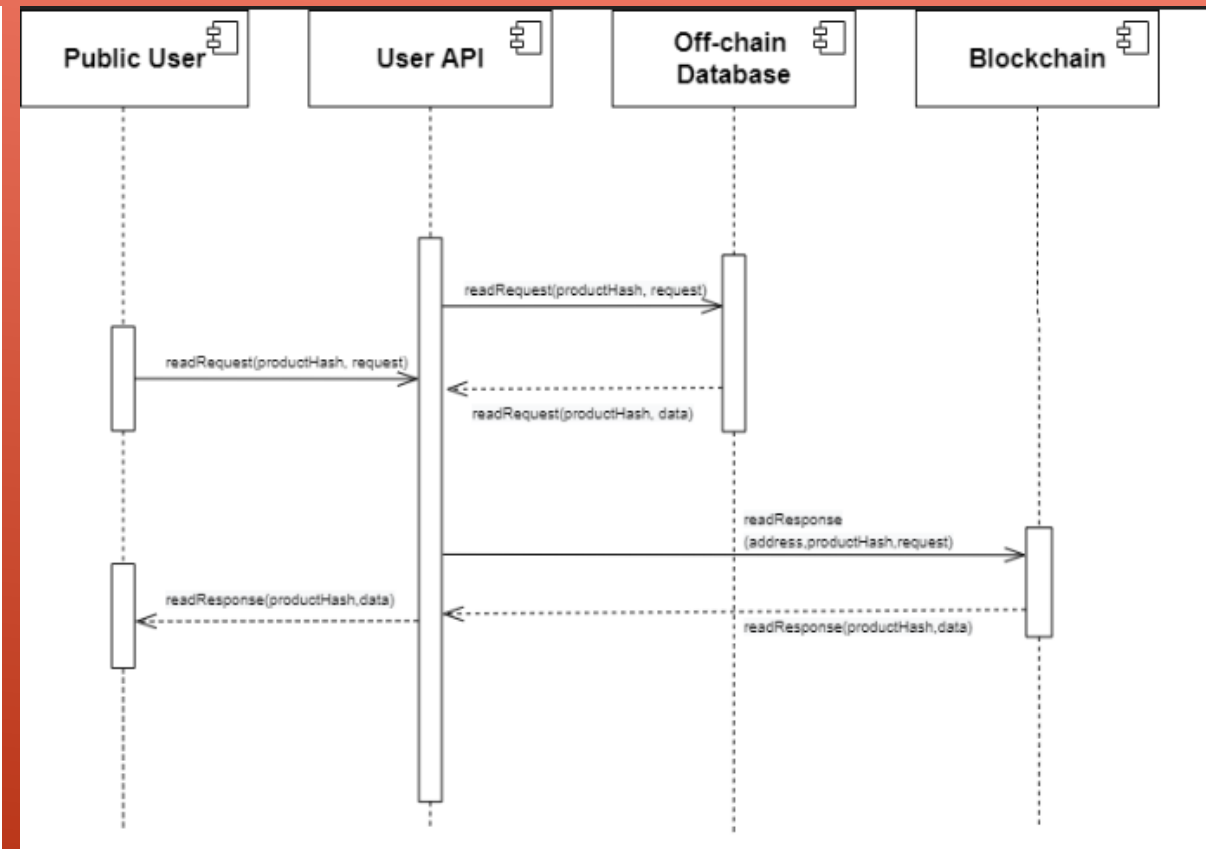 Public User
User API
Off-chain
Database
Blockchain
readRequest(productHash, request)
readRequest(productHash, request)
readRequest(productHash, data)
readResponse
(address,productHash,request)
readResponse(productHash,data)
readResponse(productHash,data)